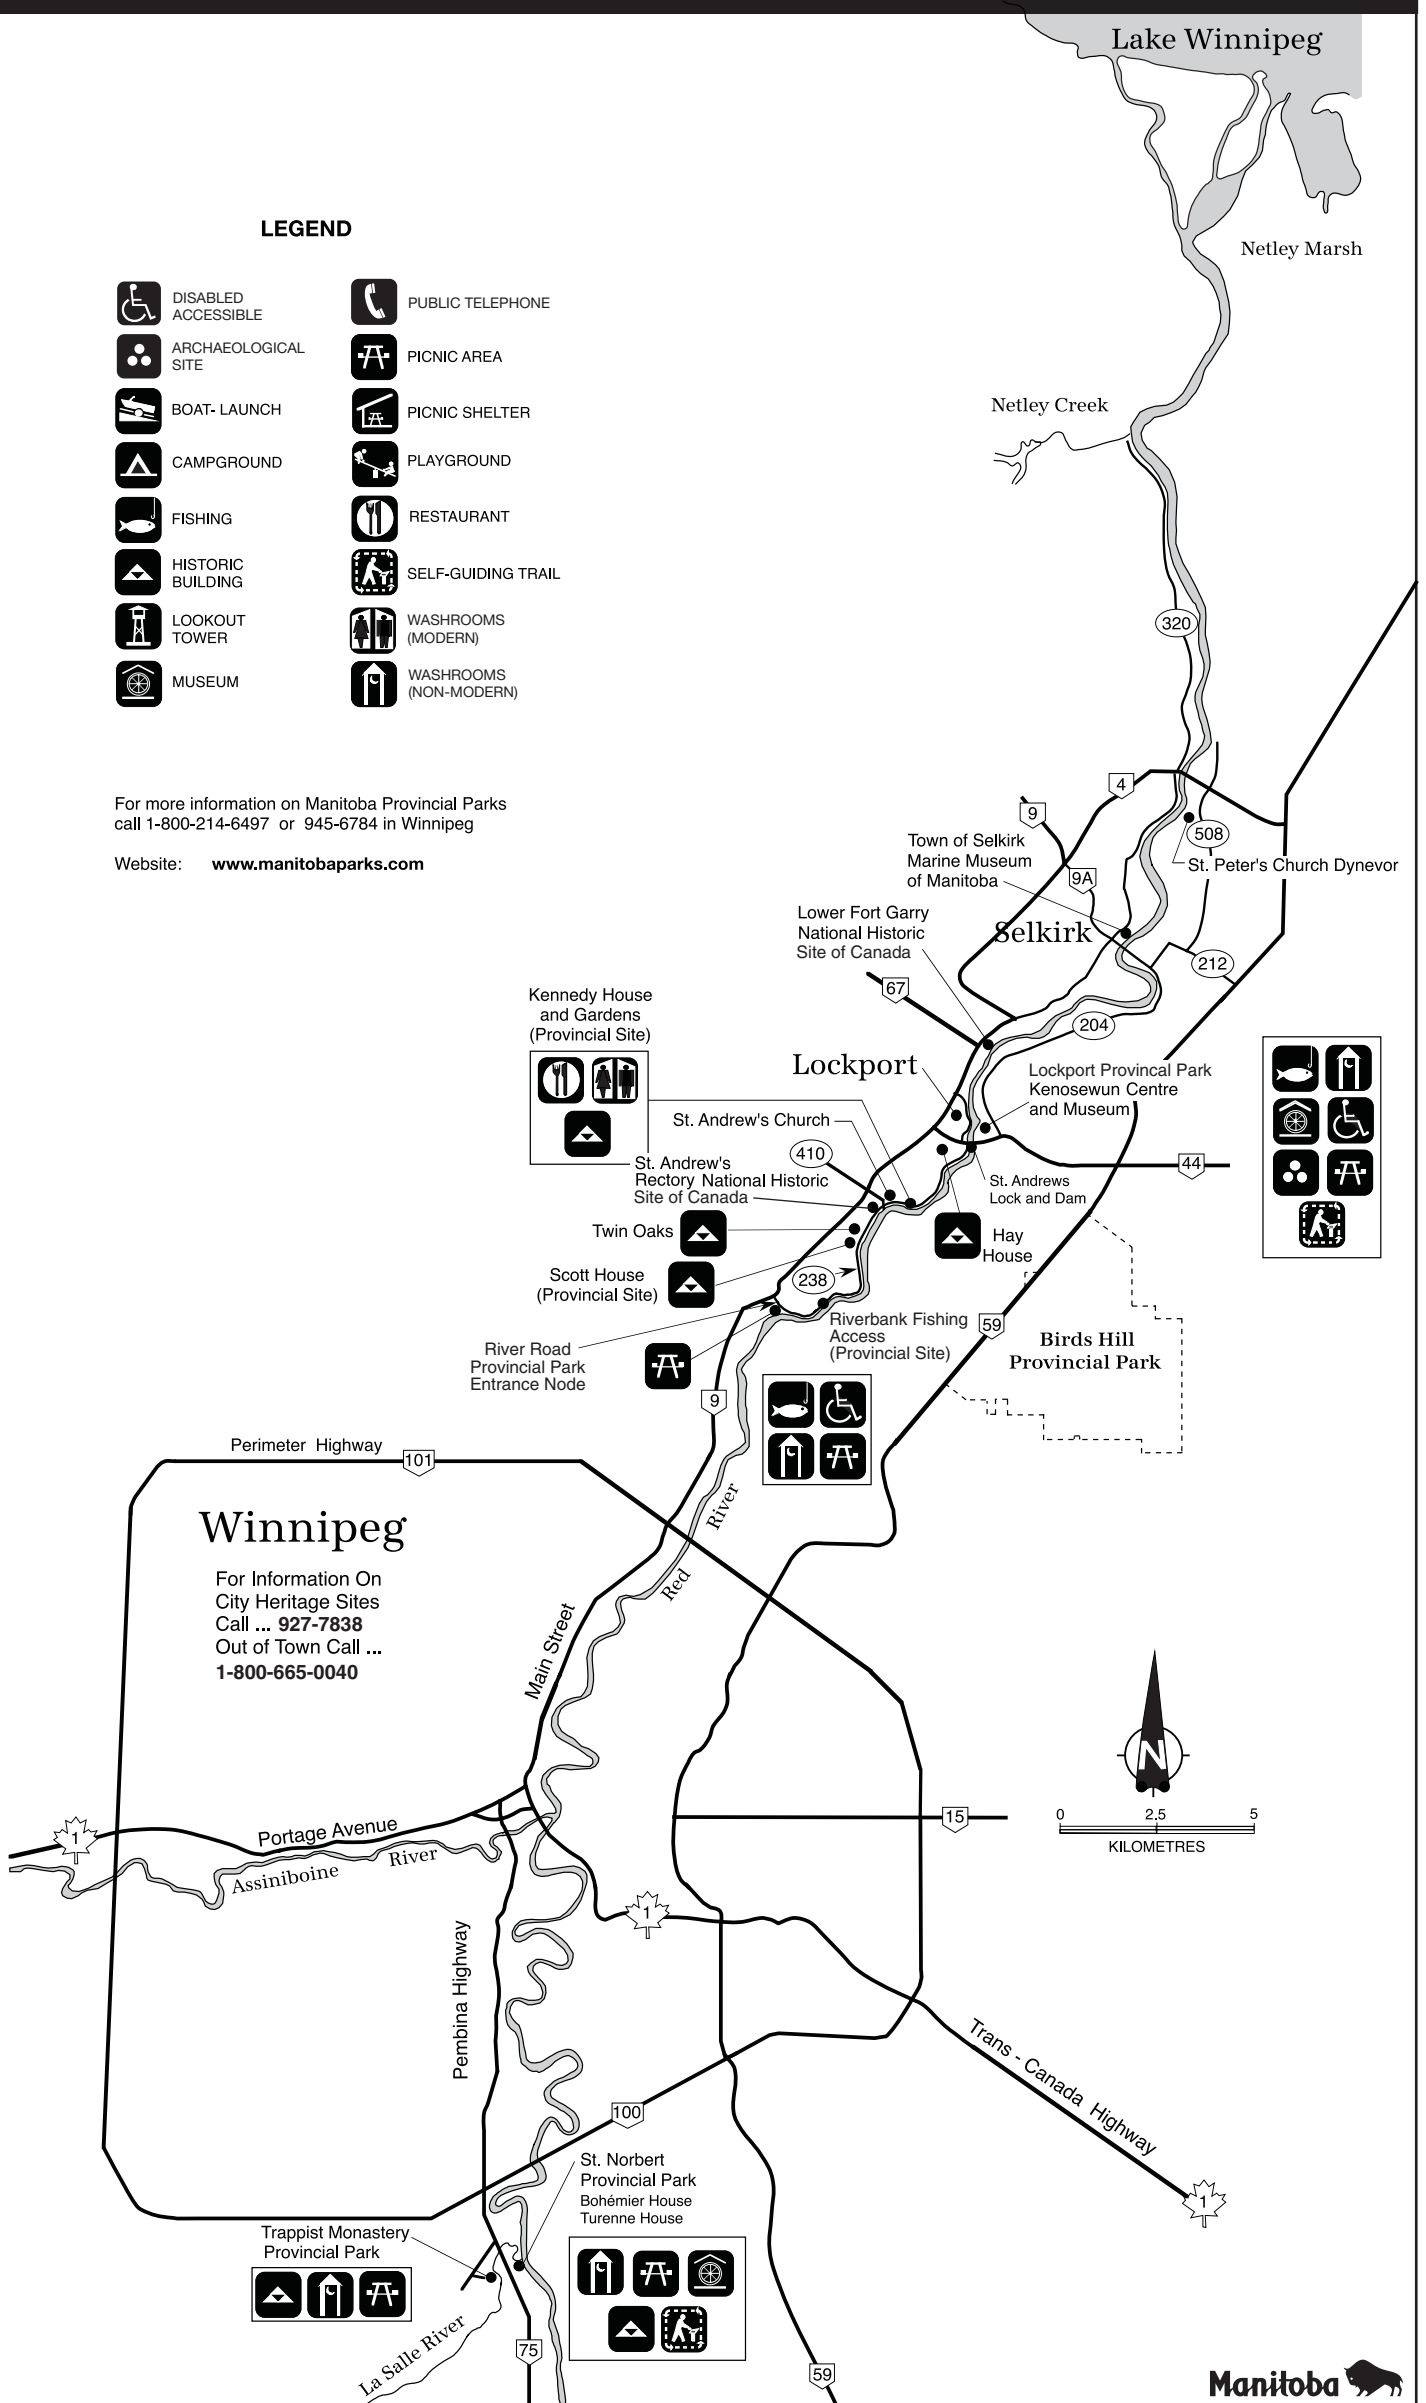 Lake Winnipeg
Netley Marsh
LEGEND
DISABLED
ACCESSIBLE
ARCHAEOLOGICAL
SITE
BOAT- LAUNCH
CAMPGROUND
FISHING
HISTORIC
BUILDING
LOOKOUT
TOWER
MUSEUM
PUBLIC TELEPHONE
PICNIC AREA
PICNIC SHELTER
PLAYGROUND
RESTAURANT
SELF-GUIDING TRAIL
WASHROOMS
(MODERN)
WASHROOMS
(NON-MODERN)
For more information on Manitoba Provincial Parks
call 1-800-214-6497 or 945-6784 in Winnipeg
Website: www.manitobaparks.com
Netley Creek
320
4
9
508
Town of Selkirk
Marine Museum
of Manitoba
9A
St. Peter's Church Dynevor
Lower Fort Garry
National Historic
Site of Canada
Selkirk
212
67
Kennedy House
and Gardens
(Provincial Site)
204
Lockport
Lockport Provincal Park
Kenosewun Centre
and Museum
St. Andrew's Church
410
44
St. Andrew's
Rectory National Historic
Site of Canada
St. Andrews
Lock and Dam
Twin Oaks
Hay
House
Scott House
(Provincial Site)
238
Riverbank Fishing
Access
(Provincial Site)
59
Birds Hill
Provincial Park
River Road
Provincial Park
Entrance Node
9
Perimeter Highway
101
Winnipeg
For Information On
City Heritage Sites
Call ... 927-7838
Out of Town Call ...
1-800-665-0040
Red River
Main Street
N
0 2.5 5
KILOMETRES
15
1
Portage Avenue
Assiniboine River
1
Pembina Highway
Trans - Canada Highway
1
100
St. Norbert
Provincial Park
Bohémier House
Turenne House
Trappist Monastery
Provincial Park
La Salle River
75
59
Manitoba